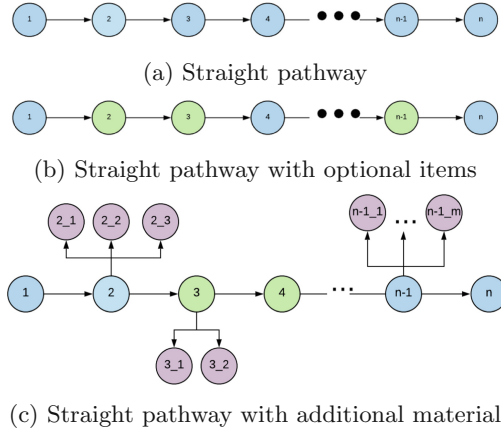 1 2 3 4 n-1 n
(a) Straight pathway
1 2 3 4 n-1 n
(b) Straight pathway with optional items
2_1 2_2 2_3 n-1_1 ... n-1_m
1 2 3 4 ... n-1 n
3_1 3_2
(c) Straight pathway with additional material